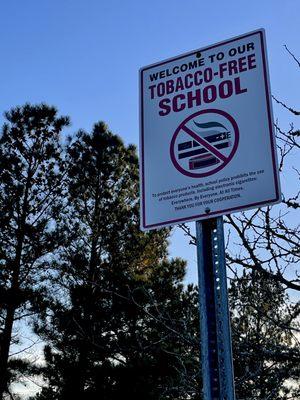 WELCOME TO OUR
TOBACCO-FREE
SCHOOL
To protect everyone's health, school policy prohibits the use
of tobacco products, including electronic cigarettes:
Everywhere. By Everyone. At All Times.
THANK YOU FOR YOUR COOPERATION.